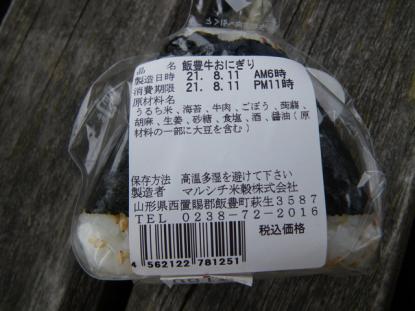 品 名 飯豊牛おにぎり
製造日時 21. 8.11 AM6時
消費期限 21. 8.11 PM11時
原材料名
うるち米、海苔、牛肉、ごぼう、蒟蒻、
胡麻、生姜、砂糖、食塩、酒、醤油(原
材料の一部に大豆を含む)
保存方法 高温多湿を避けて下さい
製造者 マルシチ米穀株式会社
山形県西置賜郡飯豊町萩生3587
TEL 0238-72-2016
税込価格
4 562122 781251